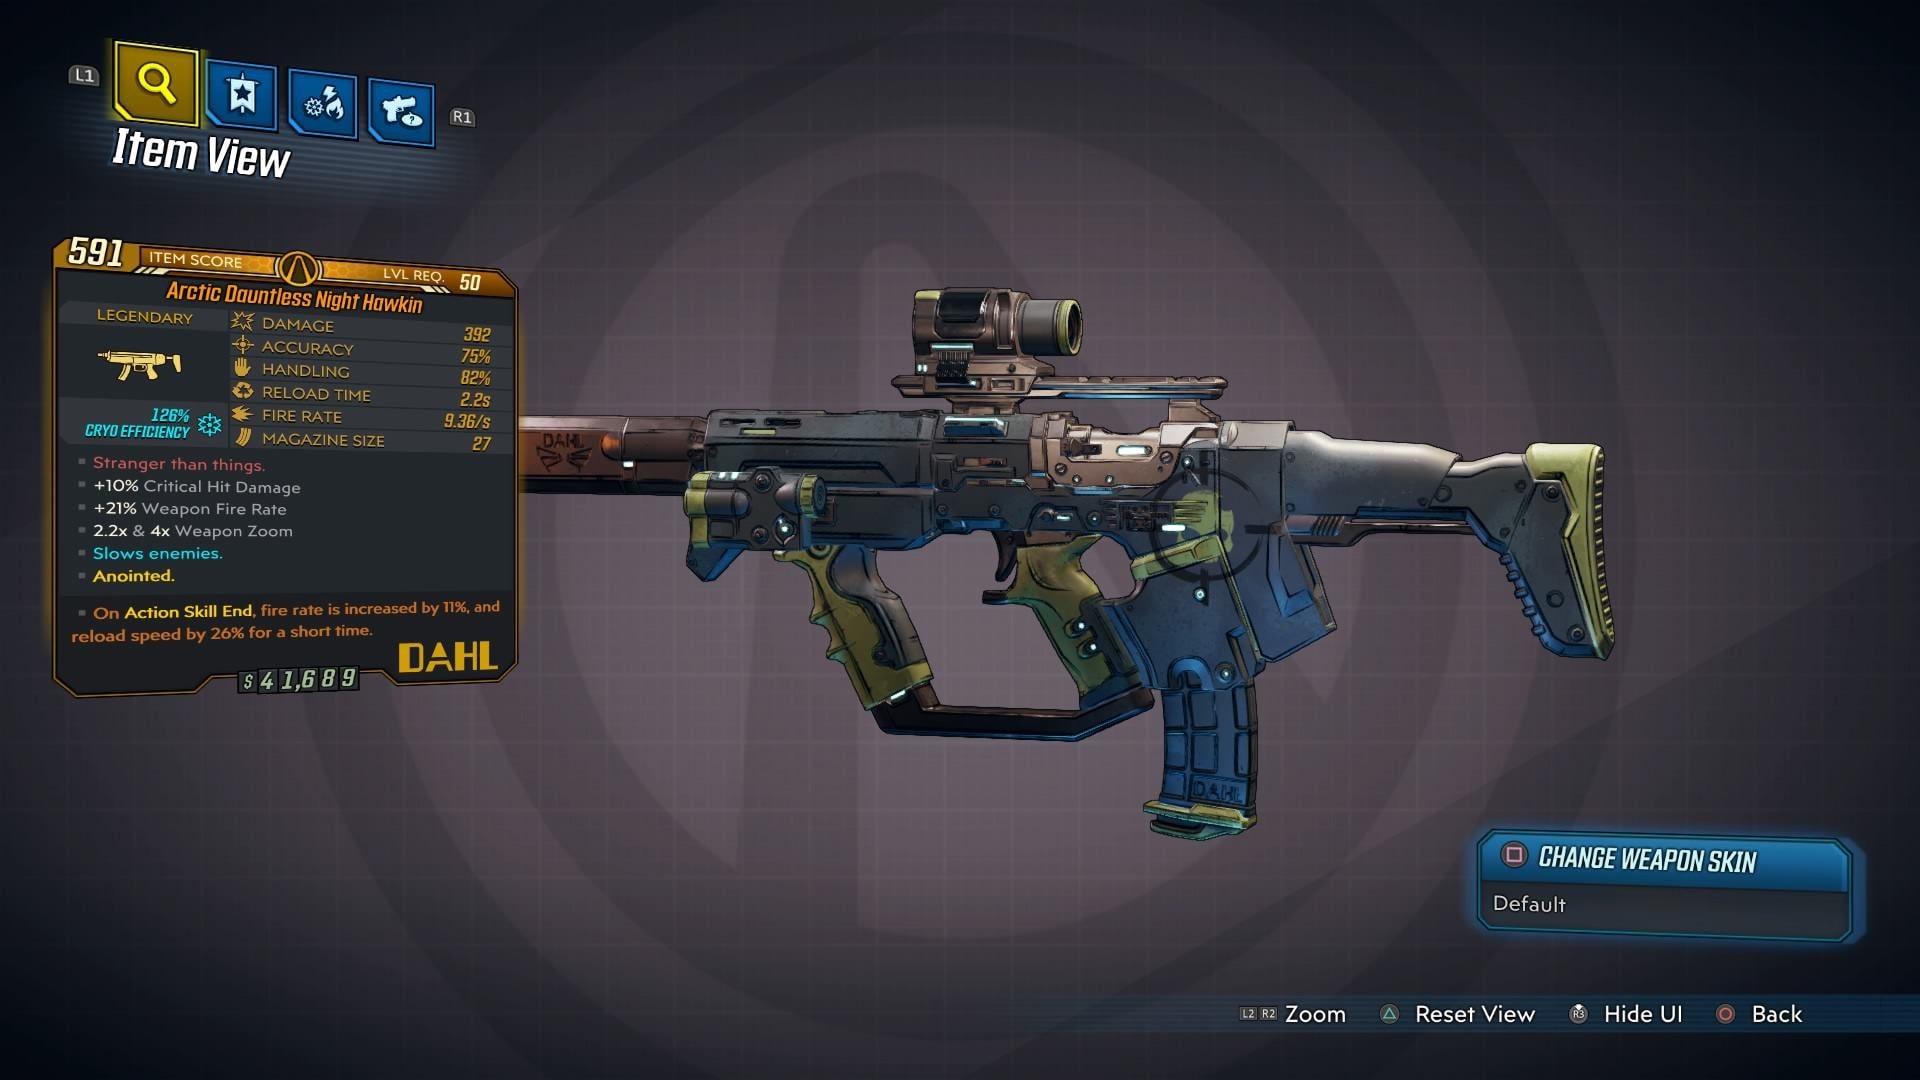 L1
R1
Item View
591 ITEM SCORE LVL REQ. 50
Arctic Dauntless Night Hawkin
LEGENDARY
DAMAGE 392
ACCURACY 75%
HANDLING 82%
RELOAD TIME 2.2s
FIRE RATE 9.36/s
MAGAZINE SIZE 27
126%
CRYO EFFICIENCY
Stranger than things.
+10% Critical Hit Damage
+21% Weapon Fire Rate
2.2x & 4x Weapon Zoom
Slows enemies.
Anointed.
On Action Skill End, fire rate is increased by 11%, and
reload speed by 26% for a short time.
DAHL
$41,689
DAHL
DAHL
CHANGE WEAPON SKIN
Default
L2 R2 Zoom Reset View R3 Hide UI Back